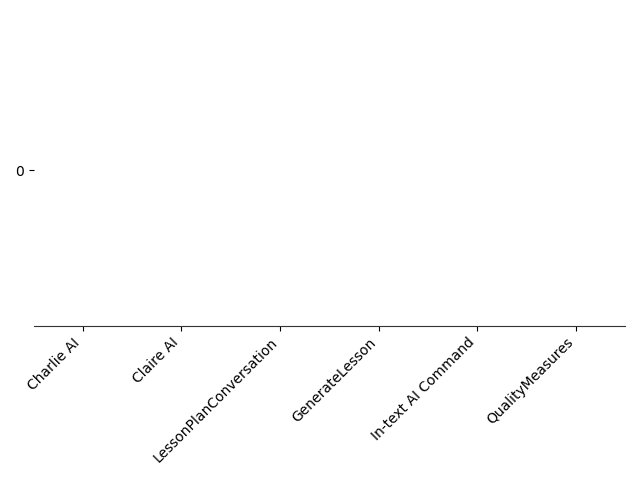 0
Charlie AI
Claire AI
LessonPlanConversation
GenerateLesson
In-text AI Command
QualityMeasures